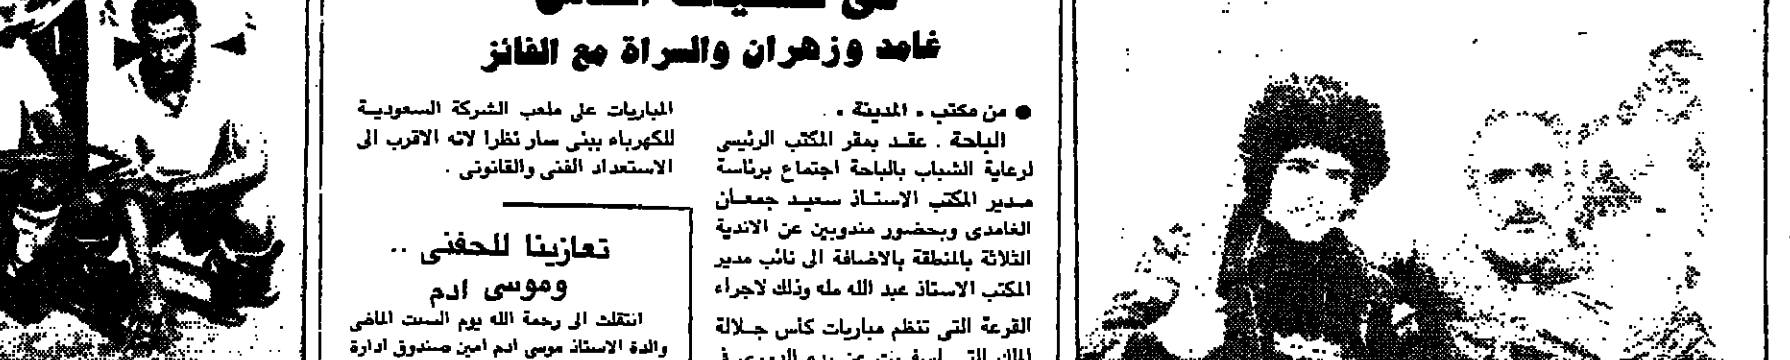 غامد وزهران والسراة مع الفائز
● من مكتب « المدينة » .
الباحة . عقد بمقر المكتب الرئيسى
لرعاية الشباب بالباحة اجتماع برئاسة
مدير المكتب الاستاذ سعيد جمعان
الغامدى وبحضور مندوبين عن الاندية
الثلاثة بالمنطقة بالاضافة الى نائب مدير
المكتب الاستاذ عبد الله مله وذلك لاجراء
القرعة التى تنظم مباريات كأس جلالة
المباريات على ملعب الشركة السعودية
للكهرباء ببنى سار نظرا لانه الاقرب الى
الاستعداد الفنى والقانونى .
تعازينا للحفنى ..
وموسى ادم
انتقلت الى رحمة الله يوم السبت الماضى
والدة الاستاذ موسى ادم امين صندوق ادارة